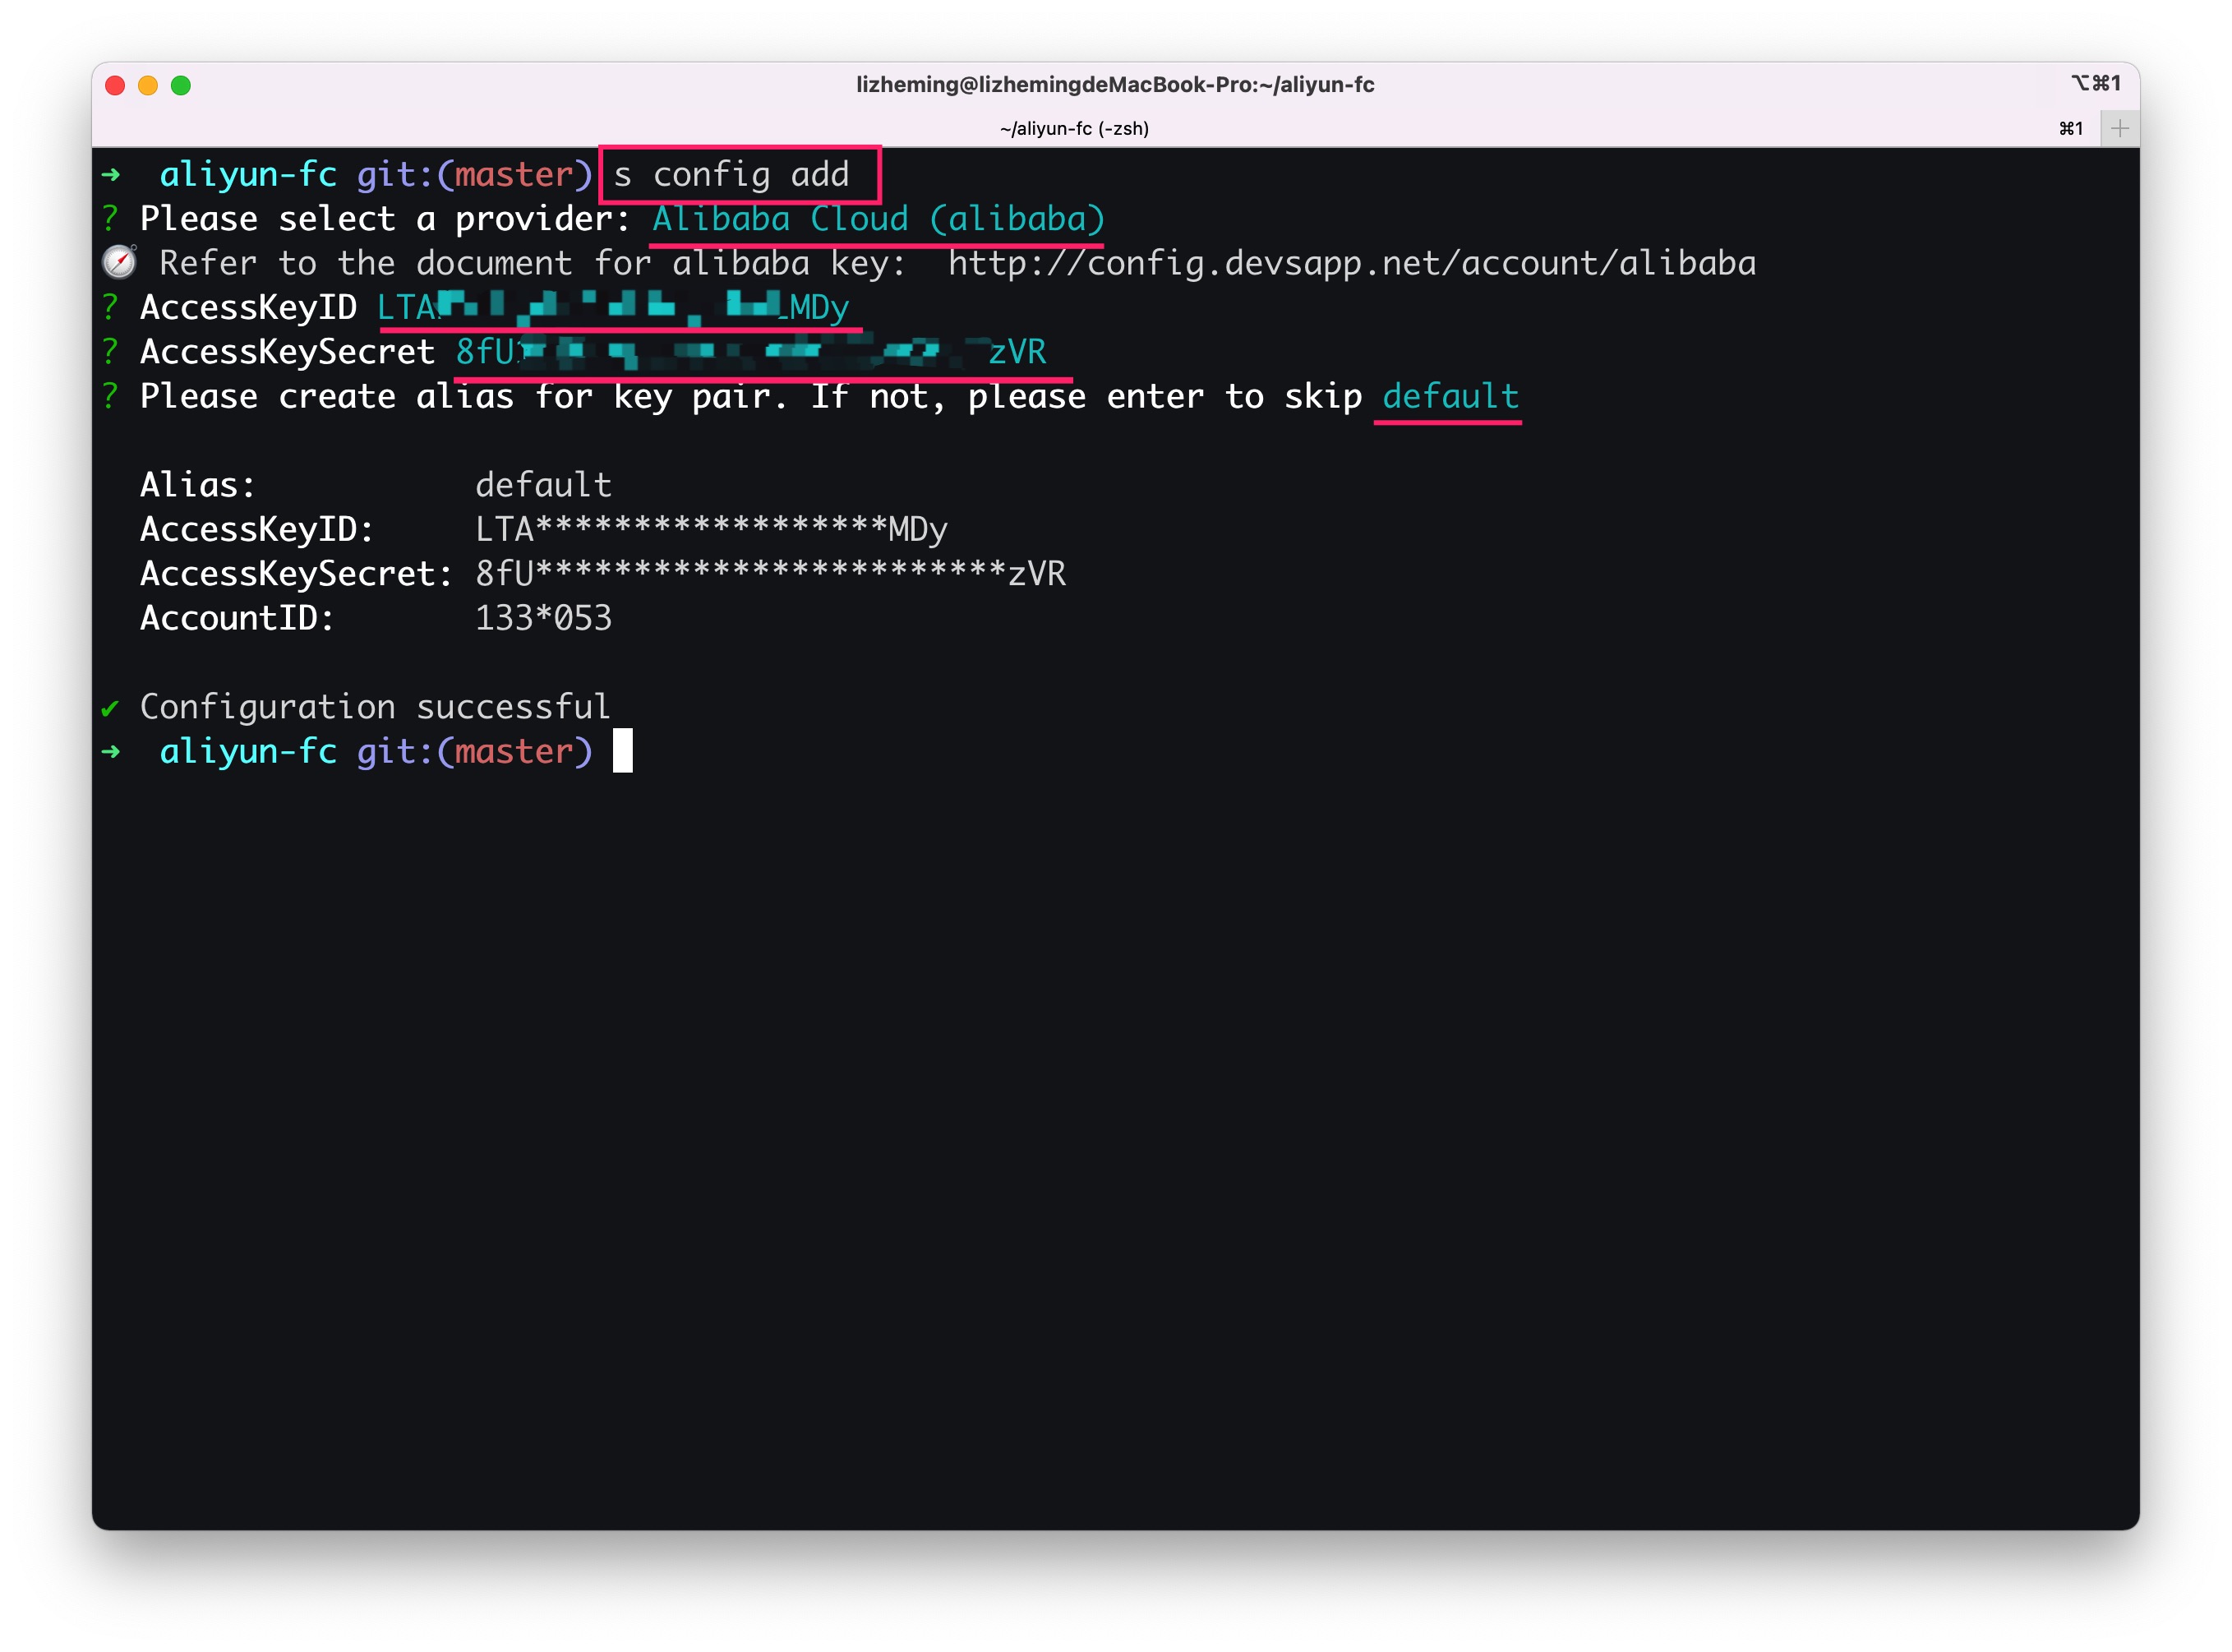 lizheming@lizhemingdeMacBook-Pro:~/aliyun-fc
⌥⌘1
~/aliyun-fc (-zsh)
⌘1
➜ aliyun-fc git:(master) s config add
? Please select a provider: Alibaba Cloud (alibaba)
🧭 Refer to the document for alibaba key: http://config.devsapp.net/account/alibaba
? AccessKeyID LTA MDy
? AccessKeySecret 8fU zVR
? Please create alias for key pair. If not, please enter to skip default
Alias: default
AccessKeyID: LTA******************MDy
AccessKeySecret: 8fU************************zVR
AccountID: 133*053
✔ Configuration successful
➜ aliyun-fc git:(master)